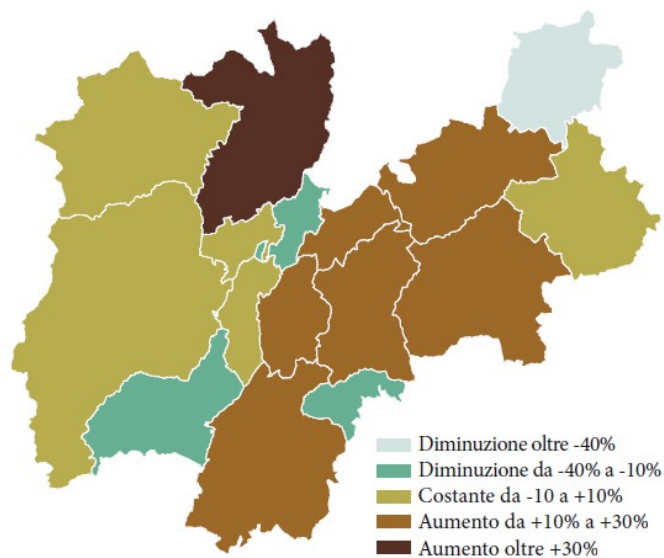 Diminuzione oltre -40%
Diminuzione da -40% a -10%
Costante da -10 a +10%
Aumento da +10% a +30%
Aumento oltre +30%